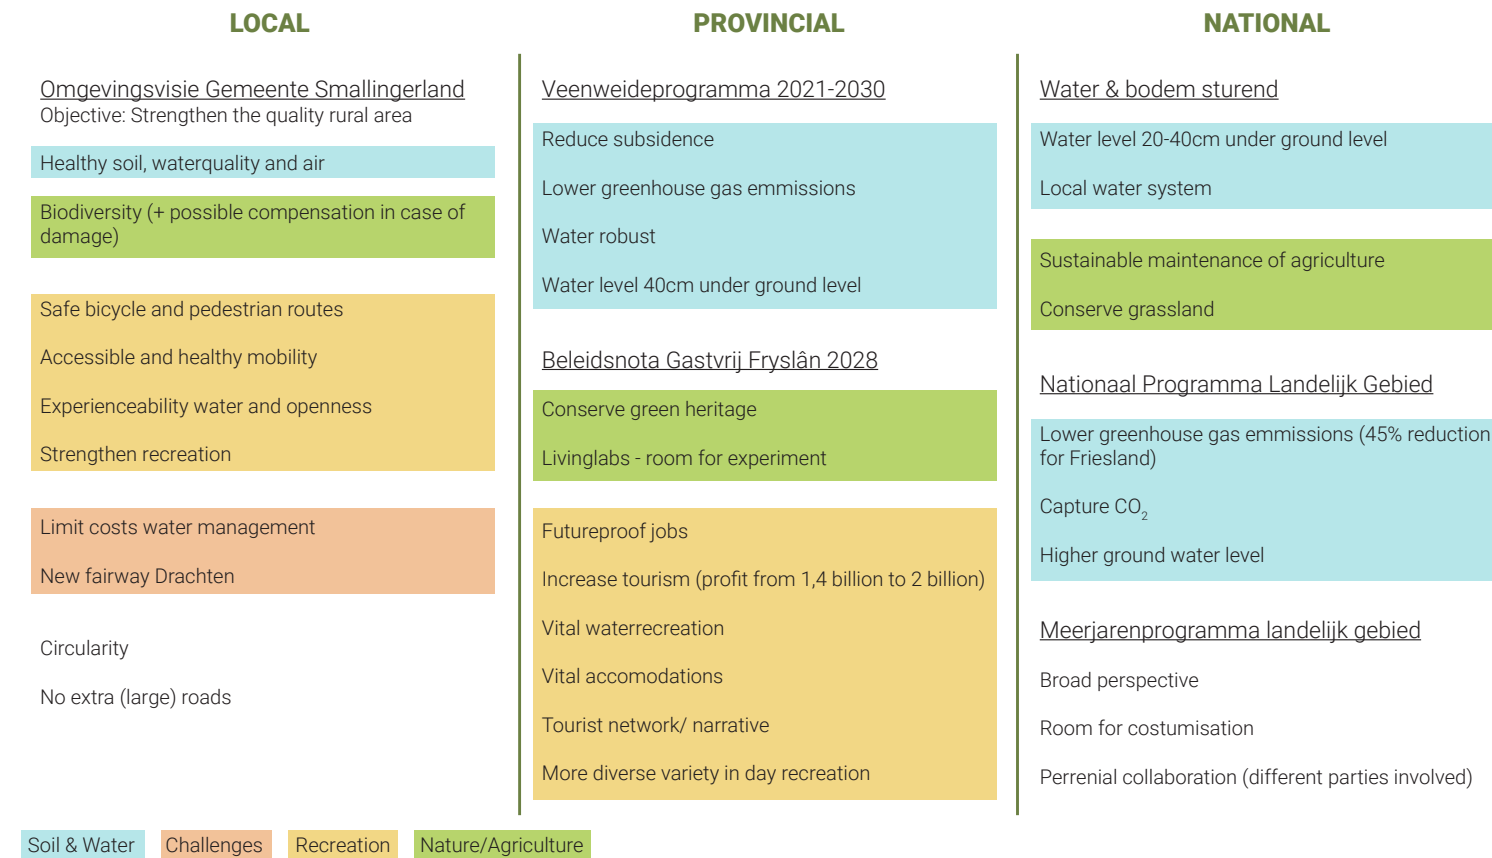 LOCAL
Omgevingsvisie Gemeente Smallingerland
Objective: Strengthen the quality rural area
Healthy soil, waterquality and air
Biodiversity (+ possible compensation in case of
damage)
Safe bicycle and pedestrian routes
Accessible and healthy mobility
Experienceability water and openness
Strengthen recreation
Limit costs water management
New fairway Drachten
Circularity
No extra (large) roads
PROVINCIAL
Veenweideprogramma 2021-2030
Reduce subsidence
Lower greenhouse gas emmissions
Water robust
Water level 40cm under ground level
Beleidsnota Gastvrij Fryslân 2028
Conserve green heritage
Livinglabs - room for experiment
Futureproof jobs
Increase tourism (profit from 1,4 billion to 2 billion)
Vital waterrecreation
Vital accomodations
Tourist network/ narrative
More diverse variety in day recreation
NATIONAL
Water & bodem sturend
Water level 20-40cm under ground level
Local water system
Sustainable maintenance of agriculture
Conserve grassland
Nationaal Programma Landelijk Gebied
Lower greenhouse gas emmissions (45% reduction
for Friesland)
Capture CO₂
Higher ground water level
Meerjarenprogramma landelijk gebied
Broad perspective
Room for costumisation
Perrenial collaboration (different parties involved)
Soil & Water
Challenges
Recreation
Nature/Agriculture